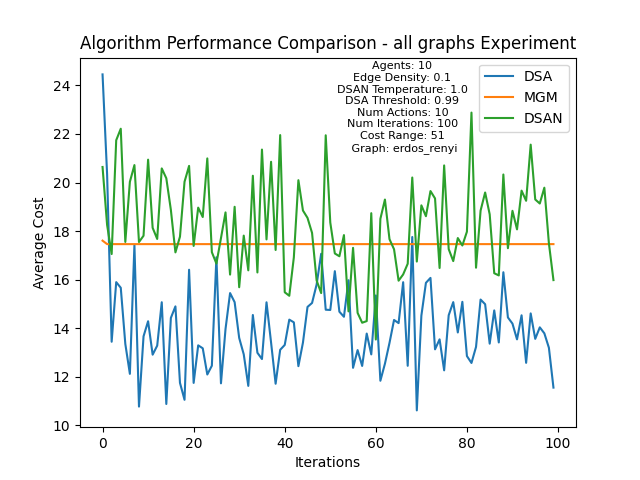 Algorithm Performance Comparison - all graphs Experiment
Agents: 10
Edge Density: 0.1
DSAN Temperature: 1.0
DSA Threshold: 0.99
Num Actions: 10
Num Iterations: 100
Cost Range: 51
Graph: erdos_renyi
DSA
MGM
DSAN
Average Cost
24
22
20
18
16
14
12
10
0
20
40
60
80
100
Iterations